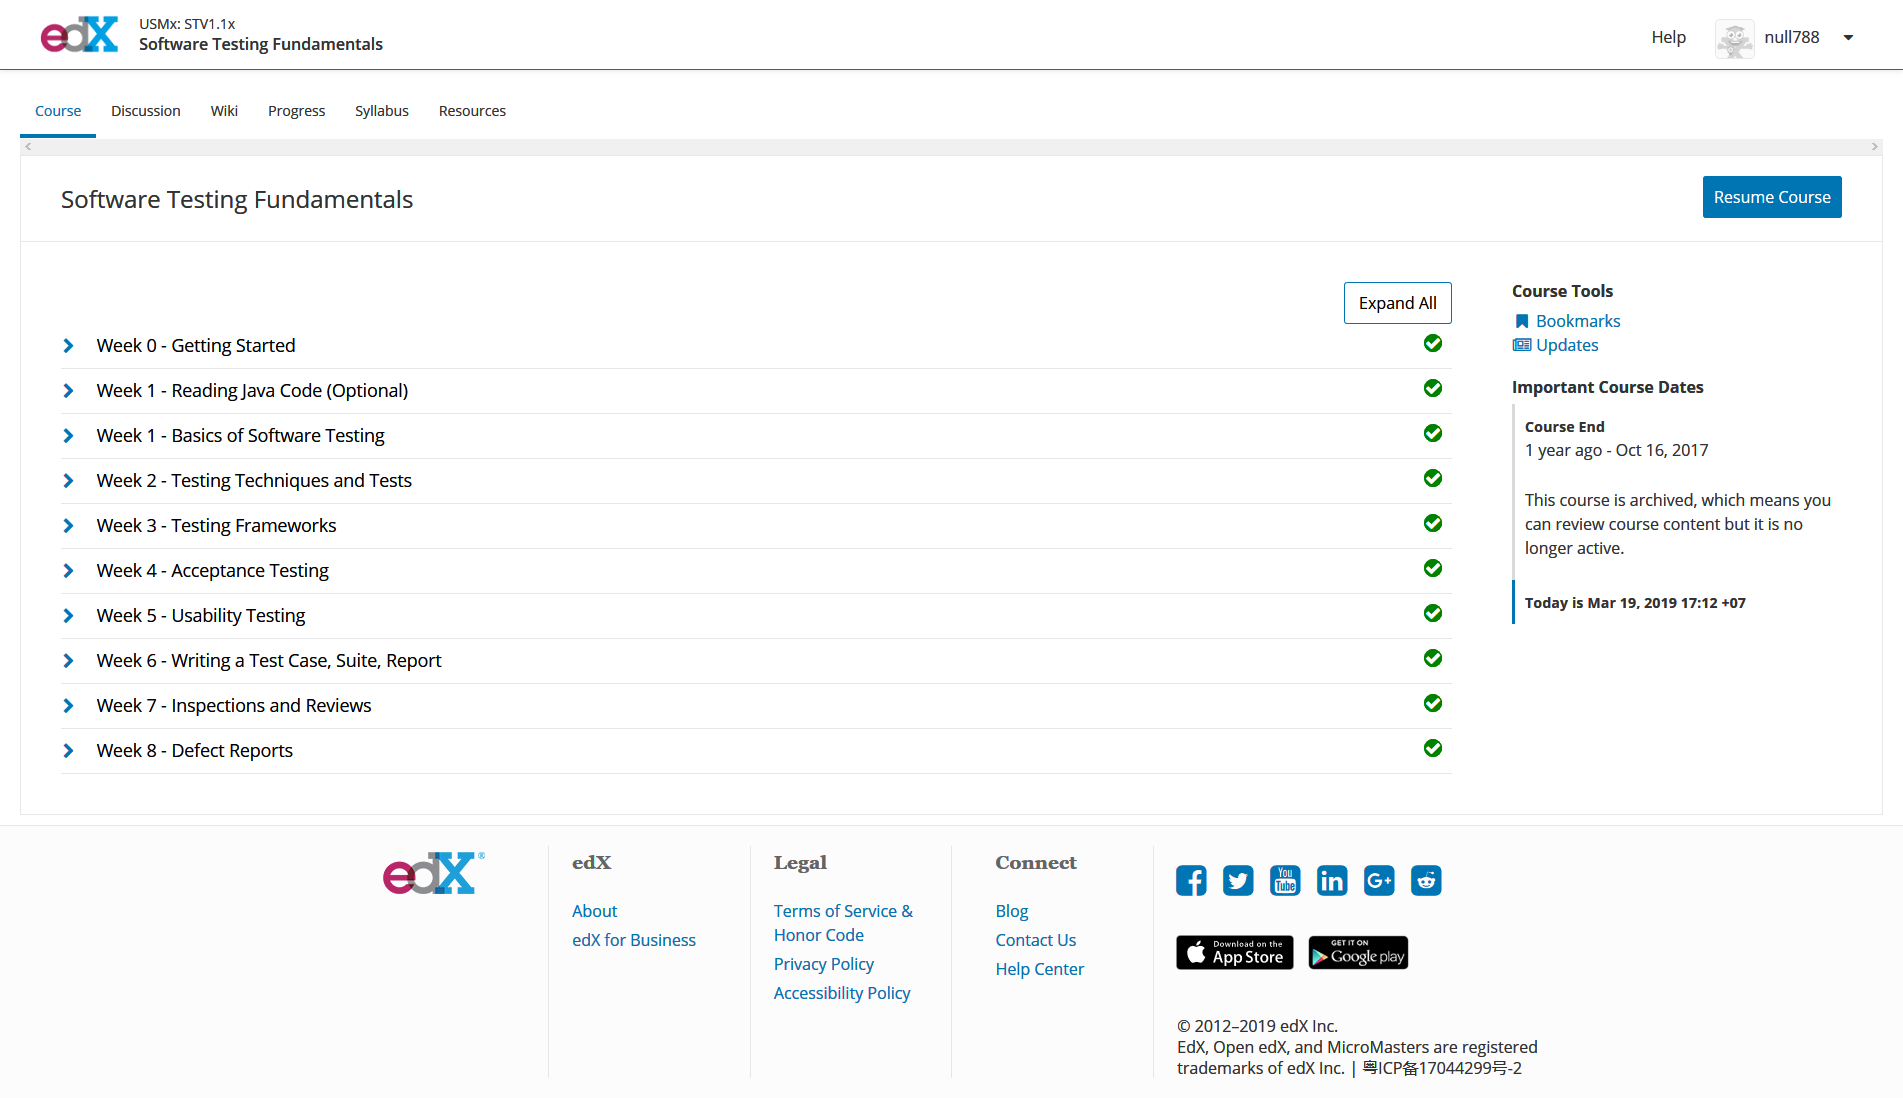 edX
USMx: STV1.1x
Software Testing Fundamentals
Help
null788
Course
Discussion
Wiki
Progress
Syllabus
Resources
Software Testing Fundamentals
Resume Course
Expand All
Week 0 - Getting Started
Week 1 - Reading Java Code (Optional)
Week 1 - Basics of Software Testing
Week 2 - Testing Techniques and Tests
Week 3 - Testing Frameworks
Week 4 - Acceptance Testing
Week 5 - Usability Testing
Week 6 - Writing a Test Case, Suite, Report
Week 7 - Inspections and Reviews
Week 8 - Defect Reports
Course Tools
Bookmarks
Updates
Important Course Dates
Course End
1 year ago - Oct 16, 2017
This course is archived, which means you
can review course content but it is no
longer active.
Today is Mar 19, 2019 17:12 +07
edX®
edX
About
edX for Business
Legal
Terms of Service &
Honor Code
Privacy Policy
Accessibility Policy
Connect
Blog
Contact Us
Help Center
You
Tube
in
G+
Download on the
App Store
GET IT ON
Google play
© 2012–2019 edX Inc.
EdX, Open edX, and MicroMasters are registered
trademarks of edX Inc. | 粤ICP备17044299号-2